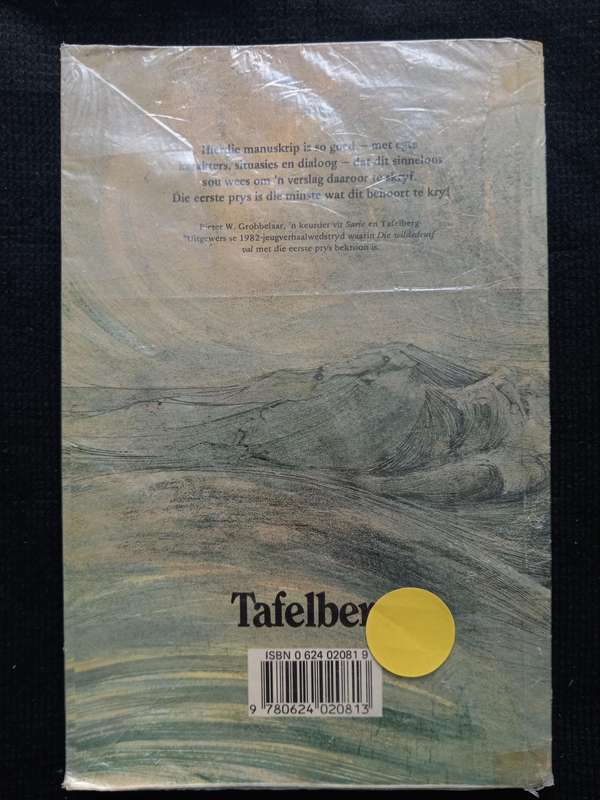 Hierdie manuskrip is so goed — met egte
karakters, situasies en dialoog — dat dit sinneloos
sou wees om 'n verslag daaroor te skryf.
Die eerste prys is die minste wat dit behoort te kry!
Pieter W. Grobbelaar, 'n keurder vir Sarie en Tafelberg-
Uitgewers se 1982-jeugverhaalwedstryd waarin Die wildedruif
val met die eerste prys bekroon is.
Tafelber
ISBN 0 624 02081 9
9 780624 020813